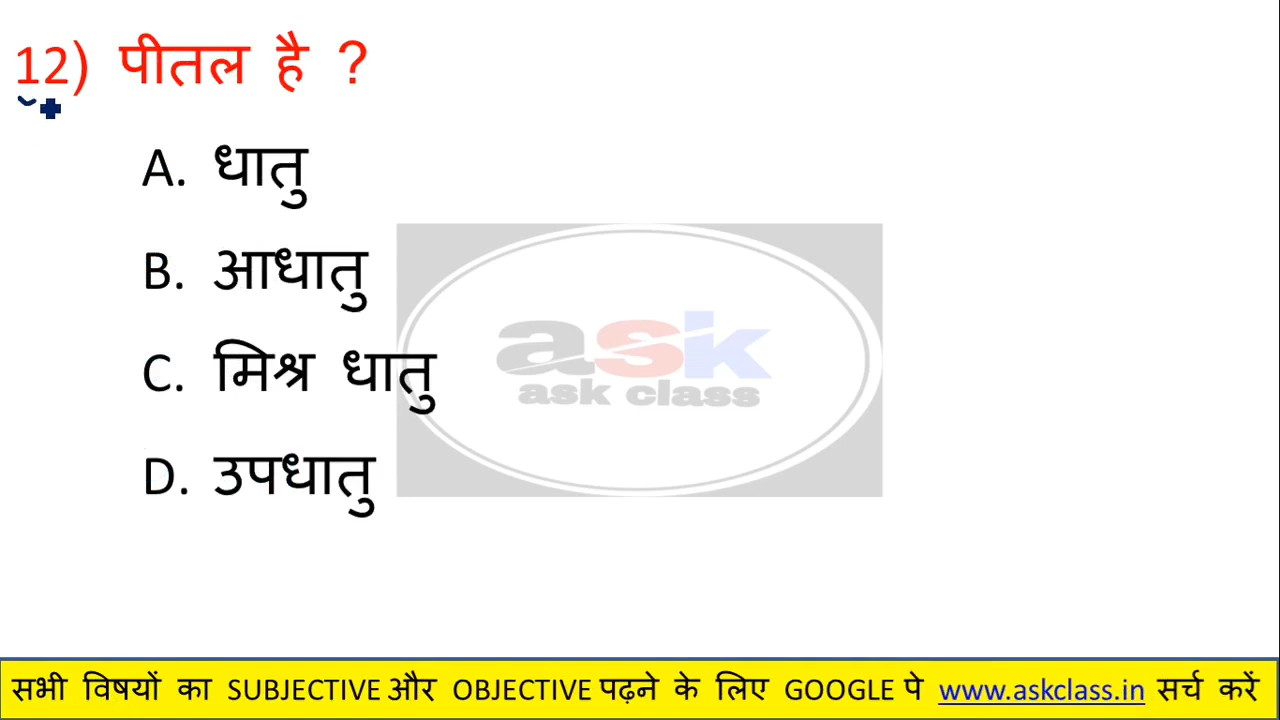 12) पीतल है ?
A. धातु
B. आधातु
C. मिश्र धातु
D. उपधातु
ask
ask class
सभी विषयों का SUBJECTIVE और OBJECTIVE पढ़ने के लिए GOOGLE पे www.askclass.in सर्च करें